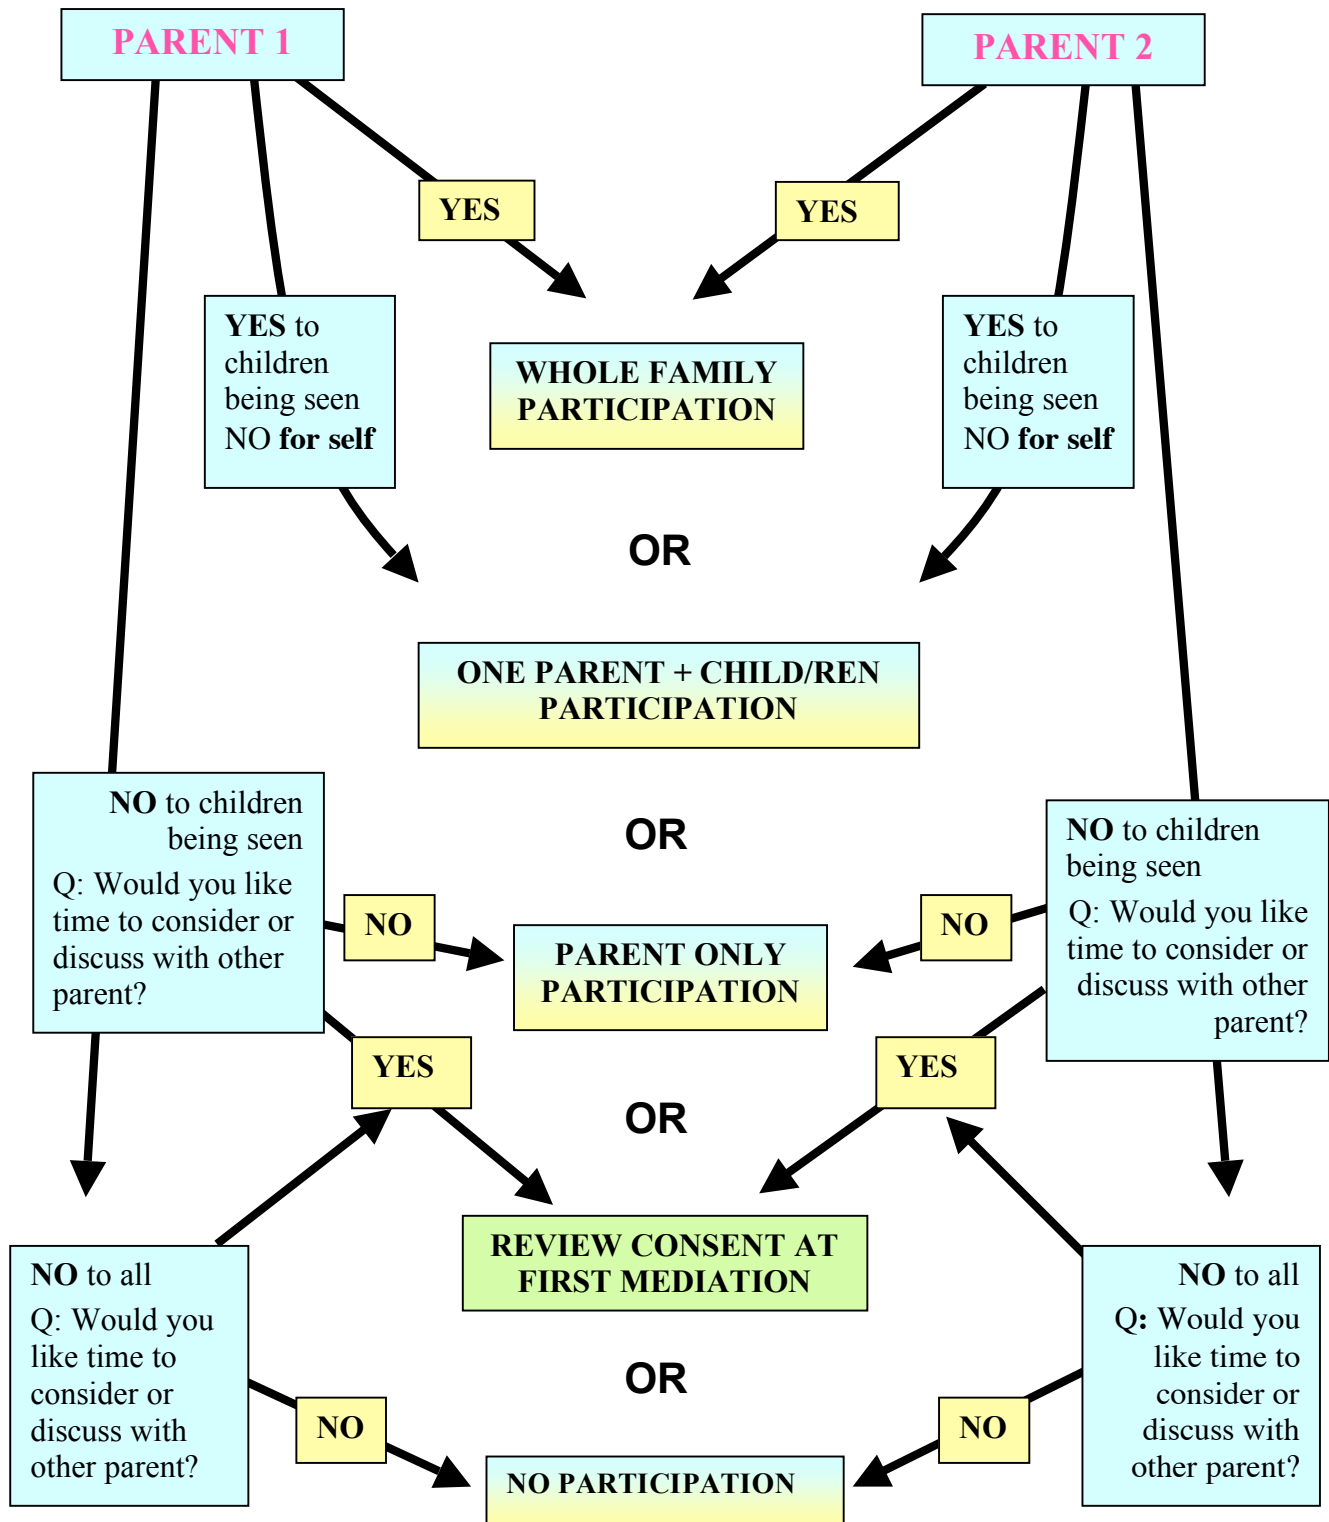 PARENT 1
PARENT 2
YES
YES
YES to
children
being seen
NO for self
WHOLE FAMILY
PARTICIPATION
YES to
children
being seen
NO for self
OR
ONE PARENT + CHILD/REN
PARTICIPATION
OR
NO to children
being seen
Q: Would you like
time to consider or
discuss with other
parent?
NO
PARENT ONLY
PARTICIPATION
NO
NO to children
being seen
Q: Would you like
time to consider or
discuss with other
parent?
YES
OR
YES
REVIEW CONSENT AT
FIRST MEDIATION
NO to all
Q: Would you
like time to
consider or
discuss with
other parent?
NO to all
Q: Would you
like time to
consider or
discuss with
other parent?
OR
NO
NO
NO PARTICIPATION